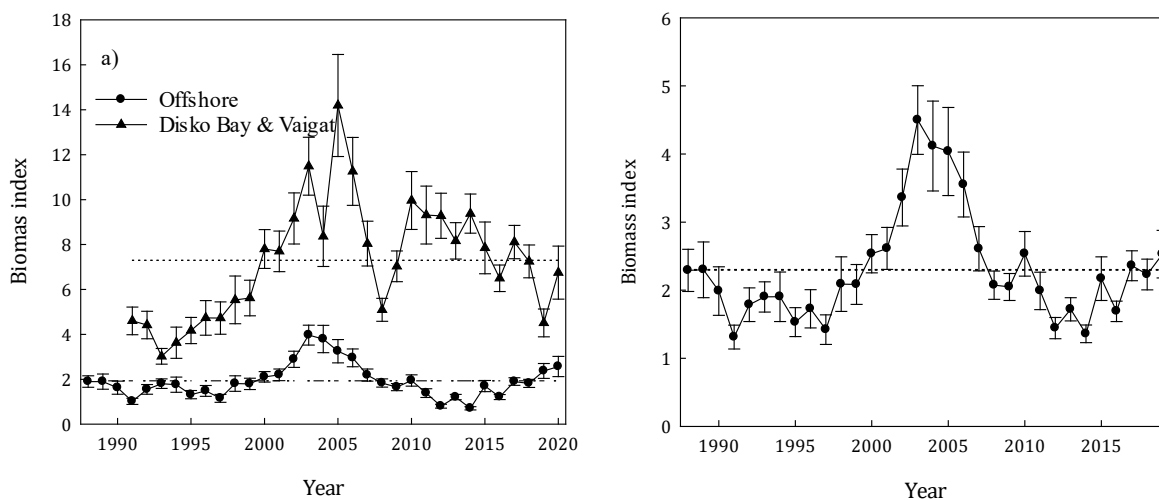 18
16
14
12
10
8
6
4
2
0
Biomas index
a)
Offshore
Disko Bay & Vaigat
1990 1995 2000 2005 2010 2015 2020
Year
6
5
4
3
2
1
0
Biomass index
1990 1995 2000 2005 2010 2015
Year